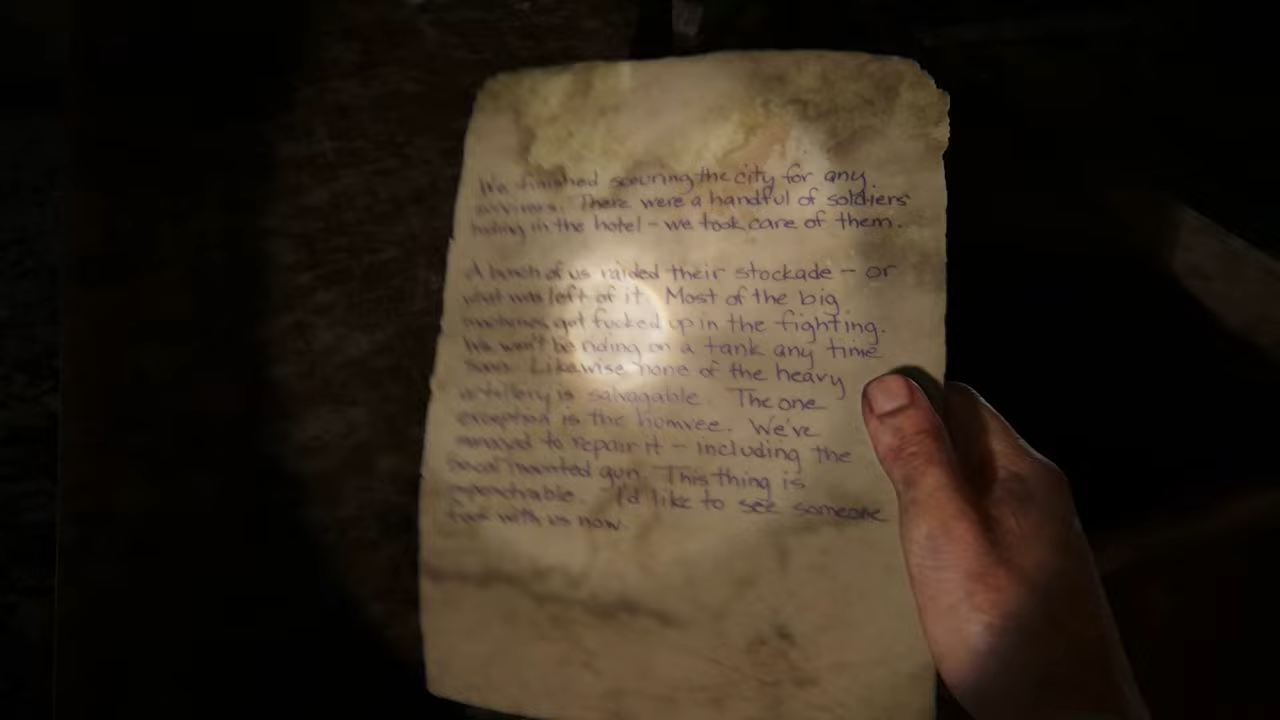 We finished scouring the city for any
survivors. There were a handful of soldiers
hiding in the hotel - we took care of them.
A bunch of us raided their stockade - or
what was left of it. Most of the big
machines got fucked up in the fighting.
We won't be riding on a tank any time
soon. Likewise none of the heavy
artillery is salvagable. The one
exception is the humvee. We've
managed to repair it - including the
mounted gun. This thing is
I'd like to see someone
fuck with us now